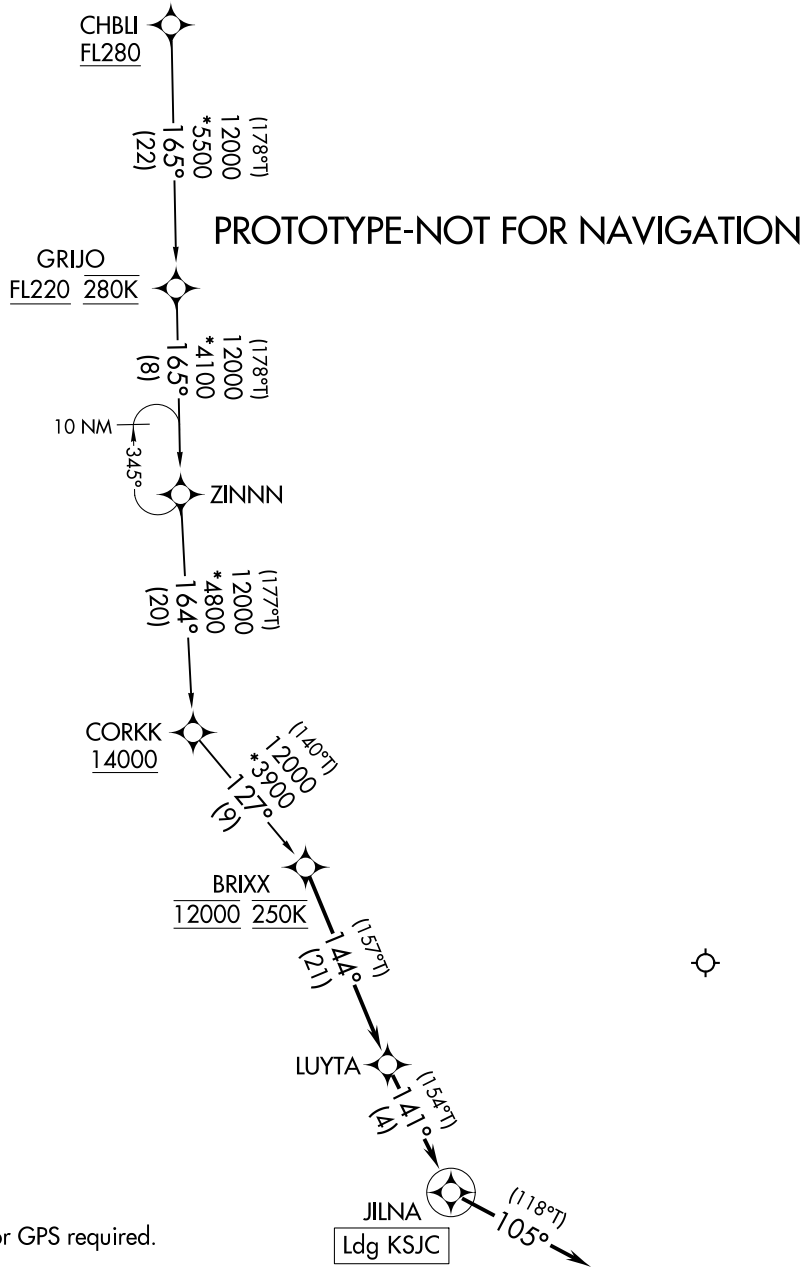 CHBLI
FL280
(178°T)
12000
*5500
165°
(22)
PROTOTYPE-NOT FOR NAVIGATION
GRIJO
FL220 280K
(178°T)
12000
*4100
165°
(8)
10 NM
345°
ZINNN
(177°T)
12000
*4800
164°
(20)
CORKK
14000
(140°T)
12000
*3900
127°
(9)
BRIXX
12000 250K
(157°T)
144°
(21)
LUYTA
(154°T)
141°
(4)
JILNA
Ldg KSJC
(118°T)
105°
or GPS required.